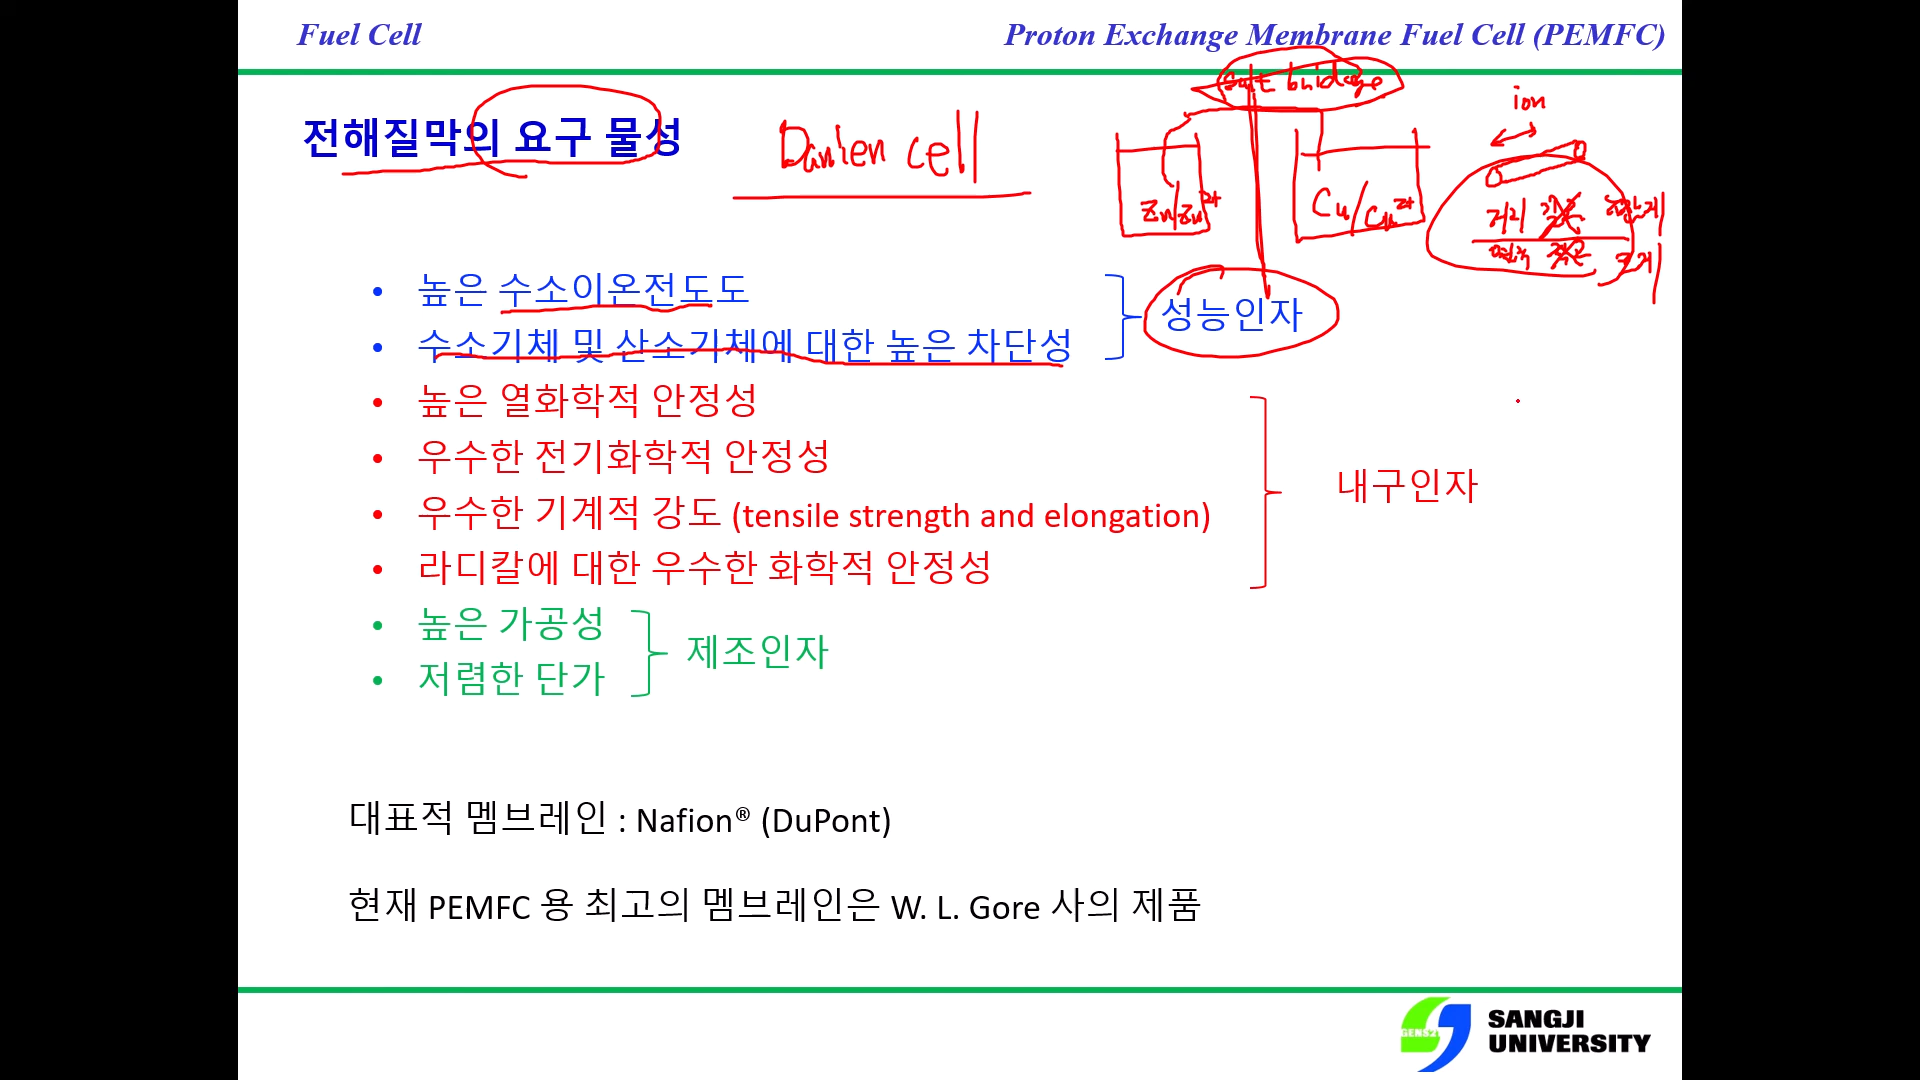 Fuel Cell
Proton Exchange Membrane Fuel Cell (PEMFC)
salt bridge
ion
전해질막의 요구 물성
Daniell cell
Zn/Zn2+
Cu/Cu2+
거리
짧게
면적
크게
• 높은 수소이온전도도
• 수소기체 및 산소기체에 대한 높은 차단성
성능인자
• 높은 열화학적 안정성
• 우수한 전기화학적 안정성
• 우수한 기계적 강도 (tensile strength and elongation)
• 라디칼에 대한 우수한 화학적 안정성
내구인자
• 높은 가공성
• 저렴한 단가
제조인자
대표적 멤브레인 : Nafion® (DuPont)
현재 PEMFC 용 최고의 멤브레인은 W. L. Gore 사의 제품
SANGJI
UNIVERSITY